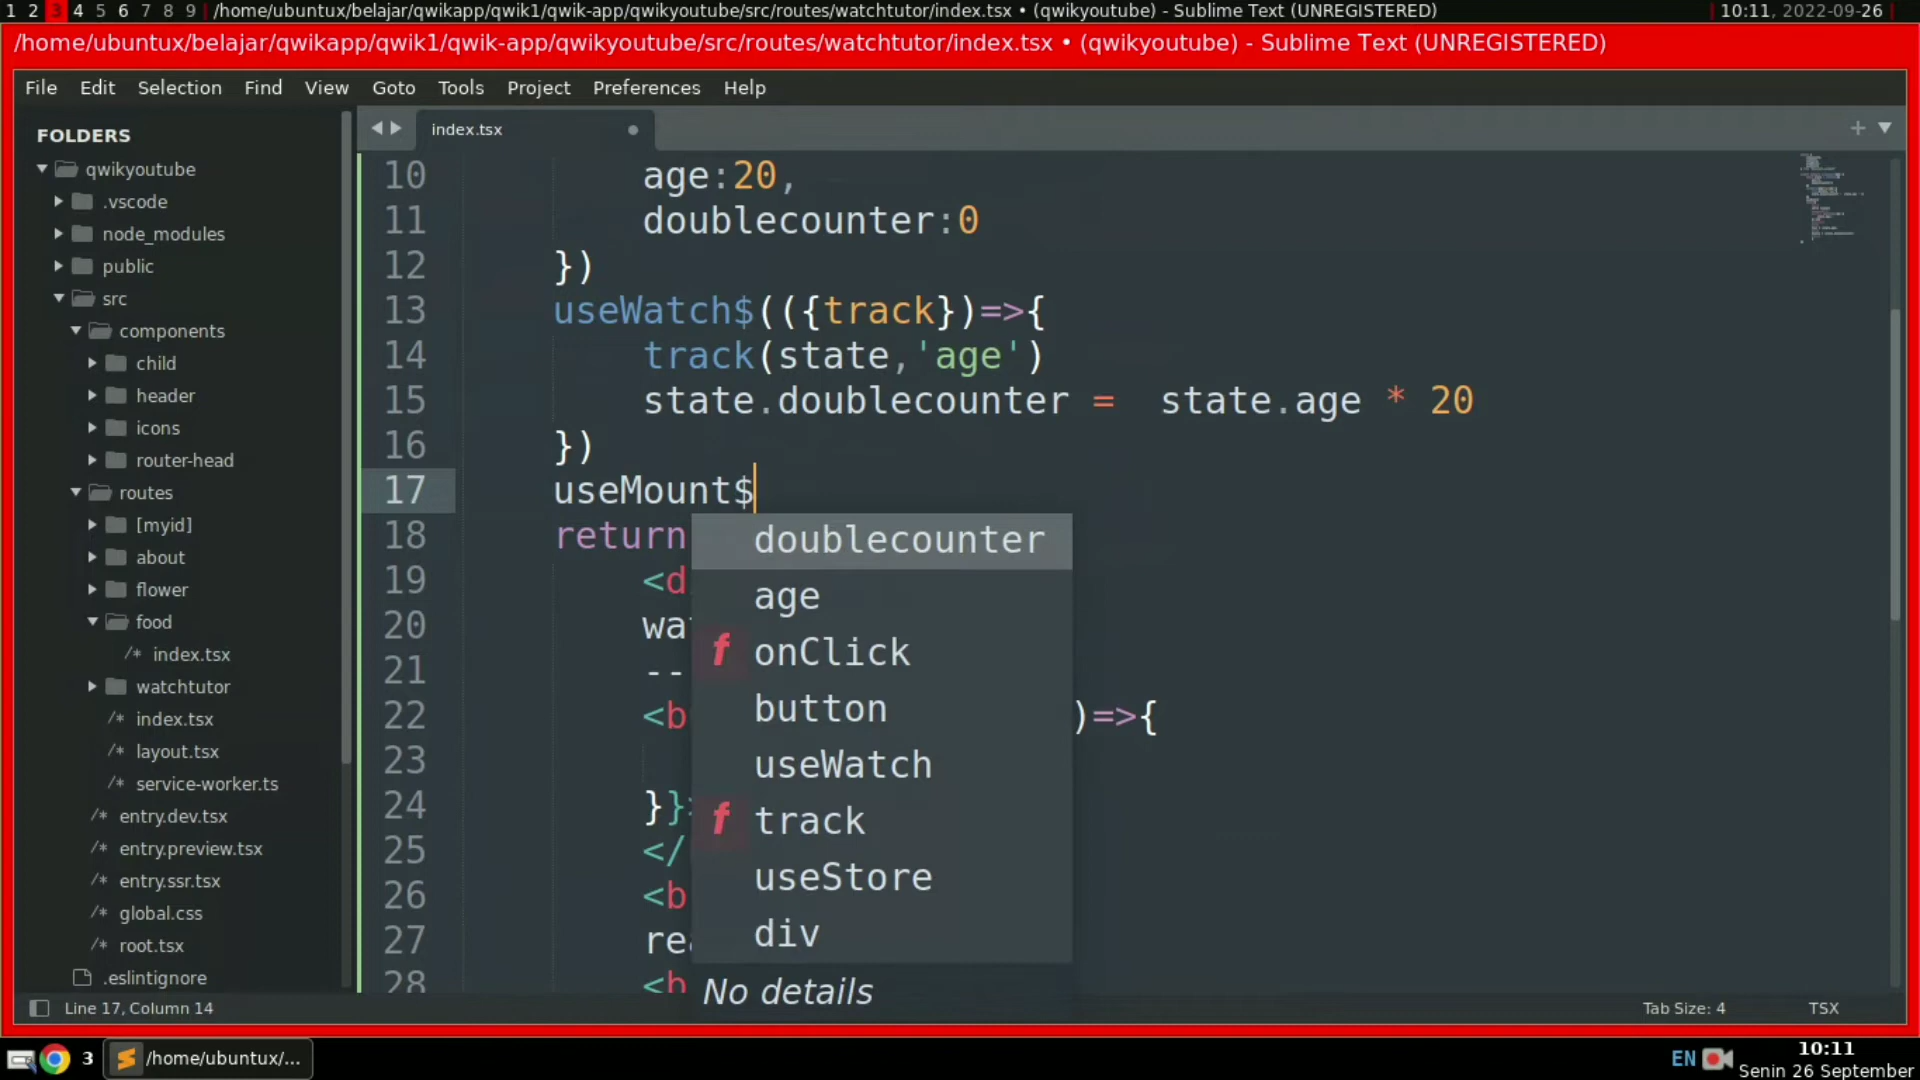 1 2 3 4 5 6 7 8 9 /home/ubuntux/belajar/qwikapp/qwik1/qwik-app/qwikyoutube/src/routes/watchtutor/index.tsx • (qwikyoutube) - Sublime Text (UNREGISTERED) 10:11, 2022-09-26
/home/ubuntux/belajar/qwikapp/qwik1/qwik-app/qwikyoutube/src/routes/watchtutor/index.tsx • (qwikyoutube) - Sublime Text (UNREGISTERED)
File Edit Selection Find View Goto Tools Project Preferences Help
FOLDERS
qwikyoutube
.vscode
node_modules
public
src
components
child
header
icons
router-head
routes
[myid]
about
flower
food
/* index.tsx
watchtutor
/* index.tsx
/* layout.tsx
/* service-worker.ts
/* entry.dev.tsx
/* entry.preview.tsx
/* entry.ssr.tsx
/* global.css
/* root.tsx
.eslintignore
index.tsx
10 age:20,
11 doublecounter:0
12 })
13 useWatch$(({track})=>{
14 track(state,'age')
15 state.doublecounter = state.age * 20
16 })
17 useMount$
18 return
19 <d
20 wa
21 --
22 <b )=>{
23
24 }}
25 </
26 <b
27 rea
28 <b
doublecounter
age
f onClick
button
useWatch
f track
useStore
div
No details
Line 17, Column 14 Tab Size: 4 TSX
3 /home/ubuntux/... EN 10:11
Senin 26 September